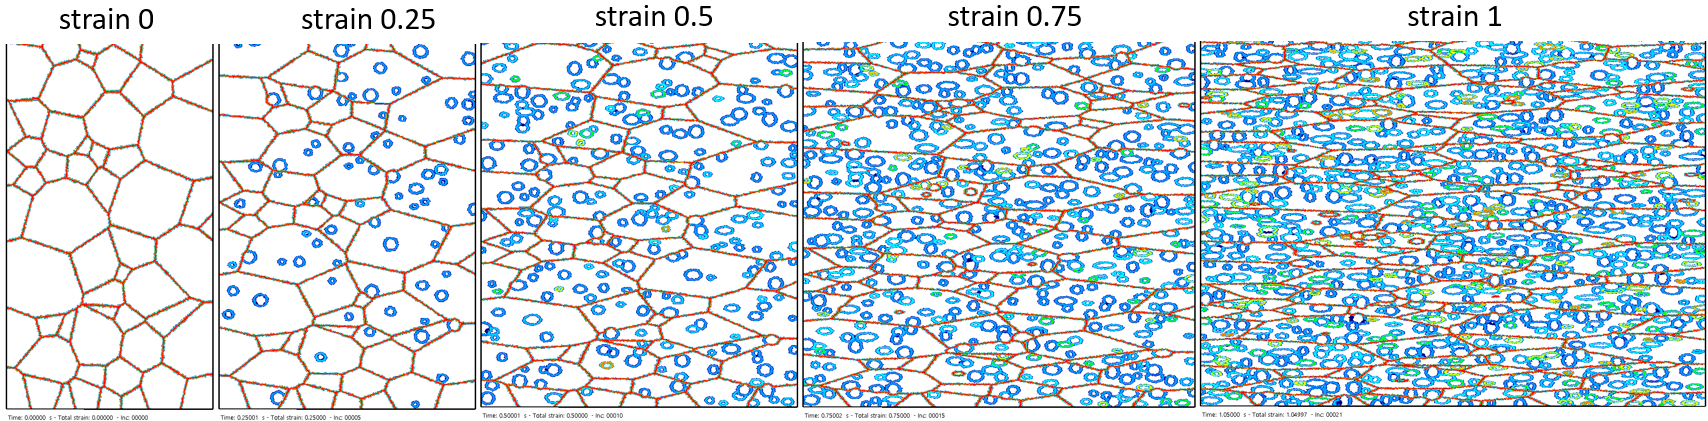 strain 0
strain 0.25
strain 0.5
strain 0.75
strain 1
Time: 0.00000 s - Total strain: 0.00000 - Inc: 00000
Time: 0.25001 s - Total strain: 0.25000 - Inc: 00005
Time: 0.50001 s - Total strain: 0.50000 - Inc: 00010
Time: 0.75002 s - Total strain: 0.75000 - Inc: 00015
Time: 1.05000 s - Total strain: 1.04997 - Inc: 00021